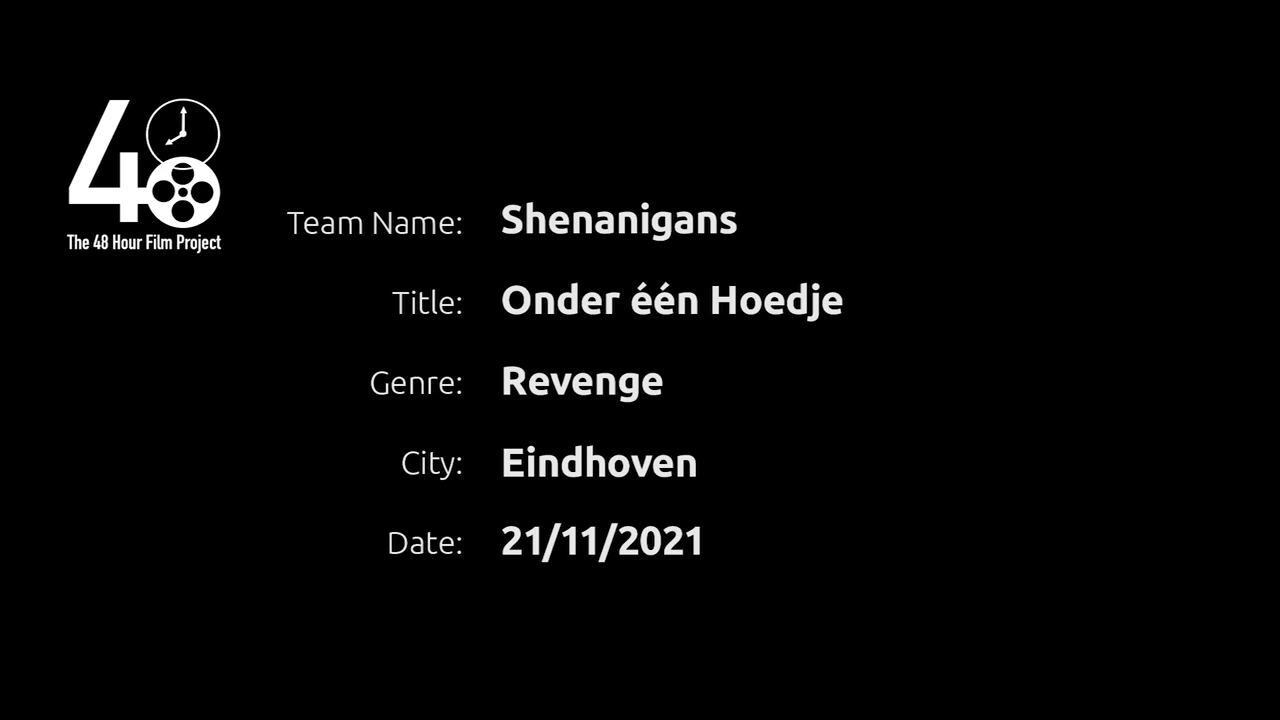 48
The 48 Hour Film Project
Team Name: Shenanigans
Title: Onder één Hoedje
Genre: Revenge
City: Eindhoven
Date: 21/11/2021